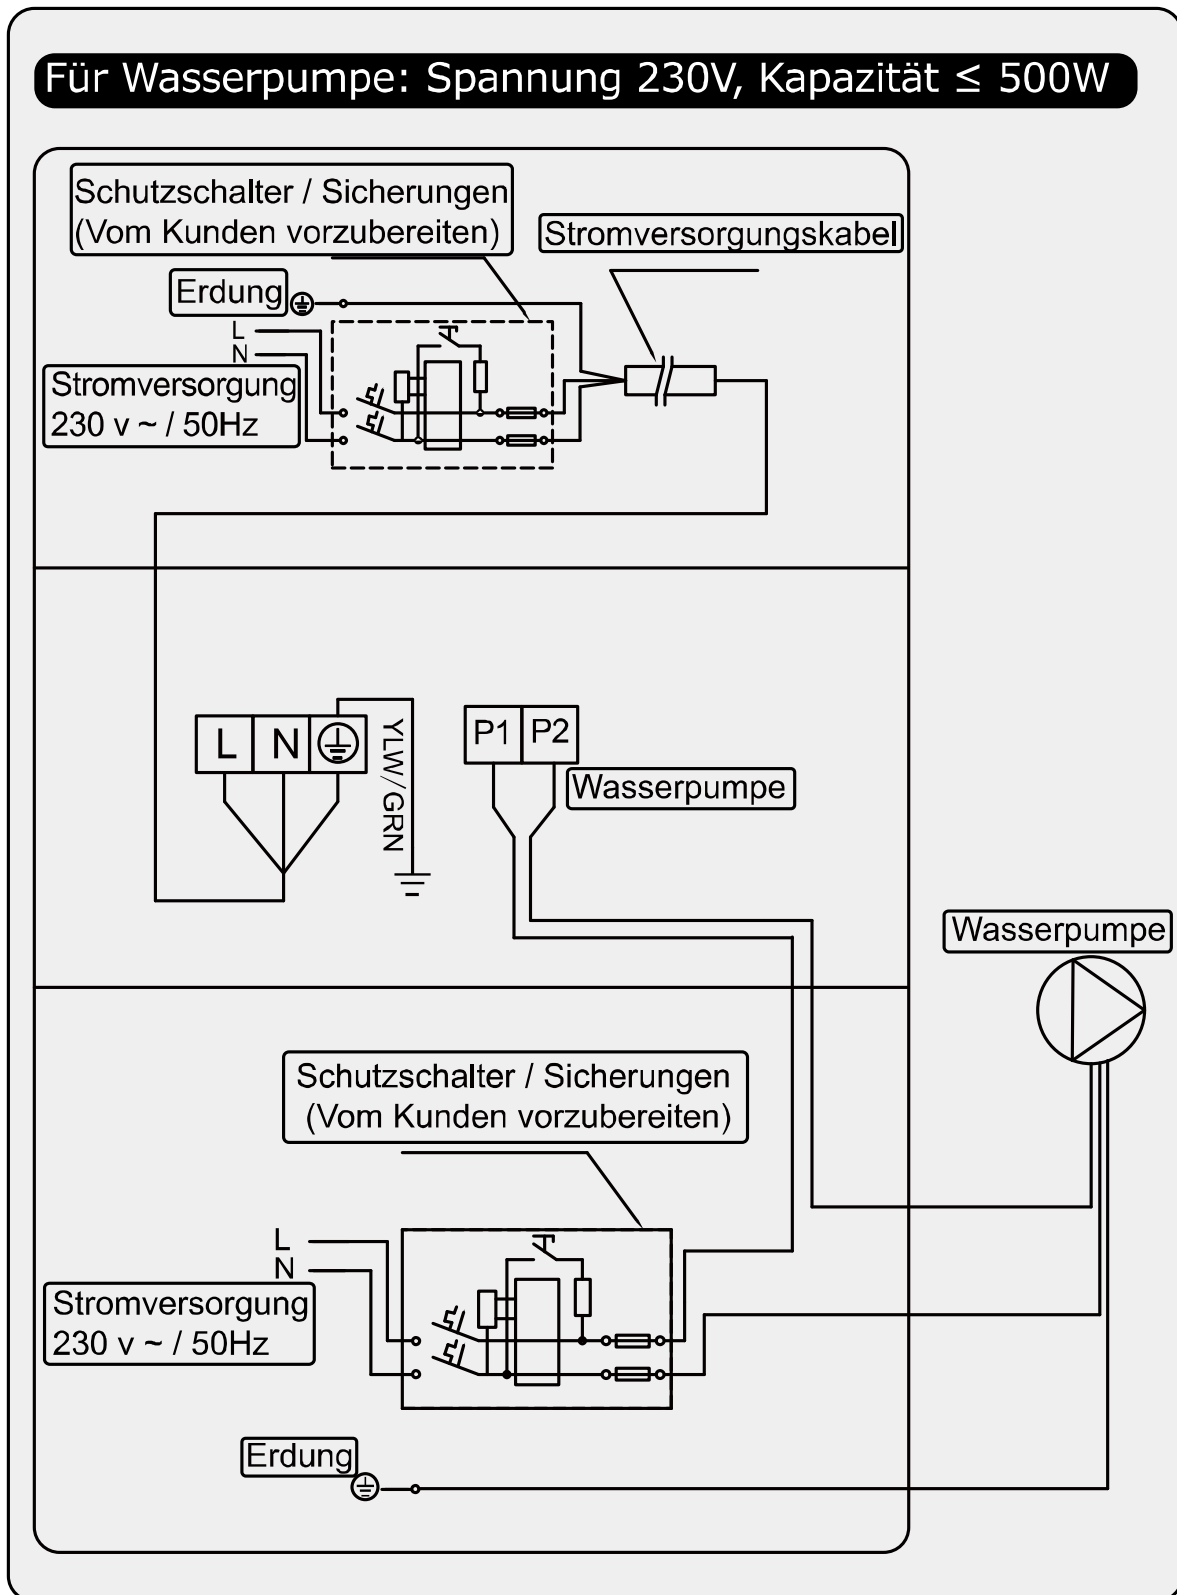 Für Wasserpumpe: Spannung 230V, Kapazität ≤ 500W
Schutzschalter / Sicherungen
(Vom Kunden vorzubereiten)
Stromversorgungskabel
Erdung
L
N
Stromversorgung
230 v ~ / 50Hz
L N
YLW/GRN
P1 P2
Wasserpumpe
Wasserpumpe
Schutzschalter / Sicherungen
(Vom Kunden vorzubereiten)
L
N
Stromversorgung
230 v ~ / 50Hz
Erdung